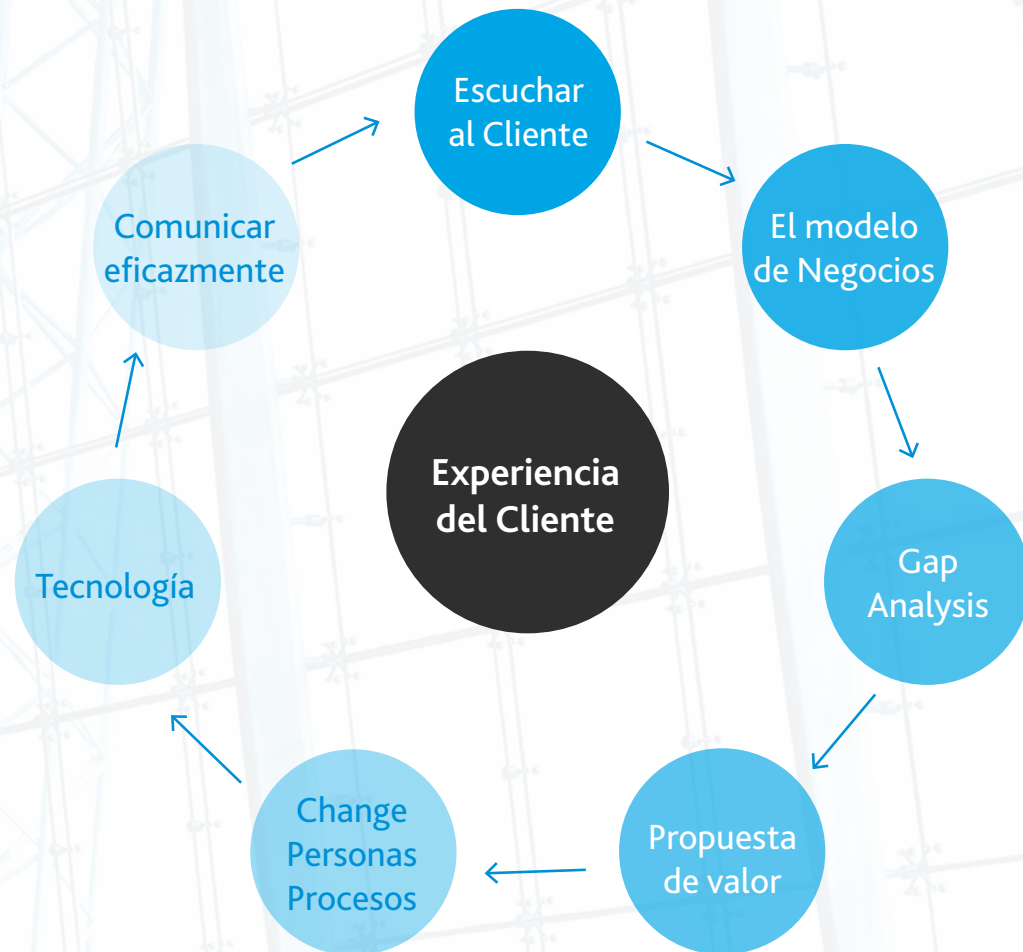 Escuchar
al Cliente
El modelo
de Negocios
Gap
Analysis
Propuesta
de valor
Change
Personas
Procesos
Tecnología
Comunicar
eficazmente
Experiencia
del Cliente